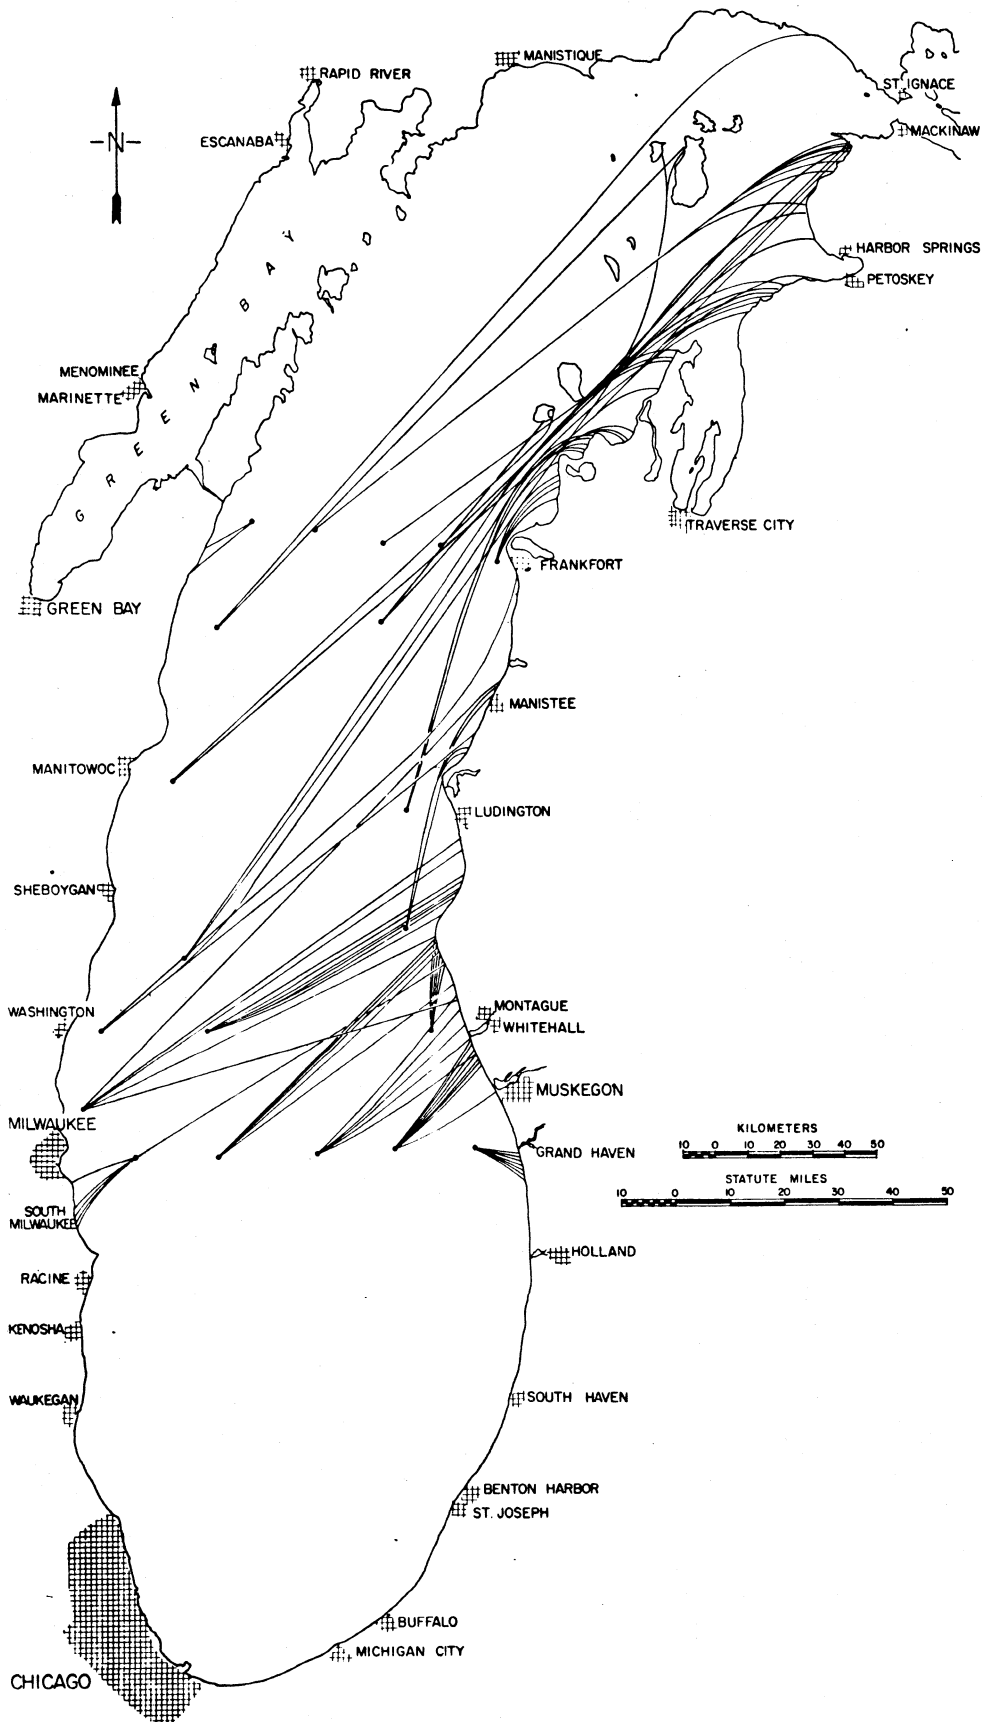 MANISTIQUE
RAPID RIVER
ST. IGNACE
MACKINAW
ESCANABA
N
HARBOR SPRINGS
PETOSKEY
GREEN BAY
MENOMINEE
MARINETTE
TRAVERSE CITY
FRANKFORT
GREEN BAY
MANISTEE
MANITOWOC
LUDINGTON
SHEBOYGAN
WASHINGTON
MONTAGUE
WHITEHALL
MUSKEGON
MILWAUKEE
KILOMETERS
10 0 10 20 30 40 50
GRAND HAVEN
STATUTE MILES
10 0 10 20 30 40 50
SOUTH
MILWAUKEE
HOLLAND
RACINE
KENOSHA
WAUKEGAN
SOUTH HAVEN
BENTON HARBOR
ST. JOSEPH
BUFFALO
MICHIGAN CITY
CHICAGO